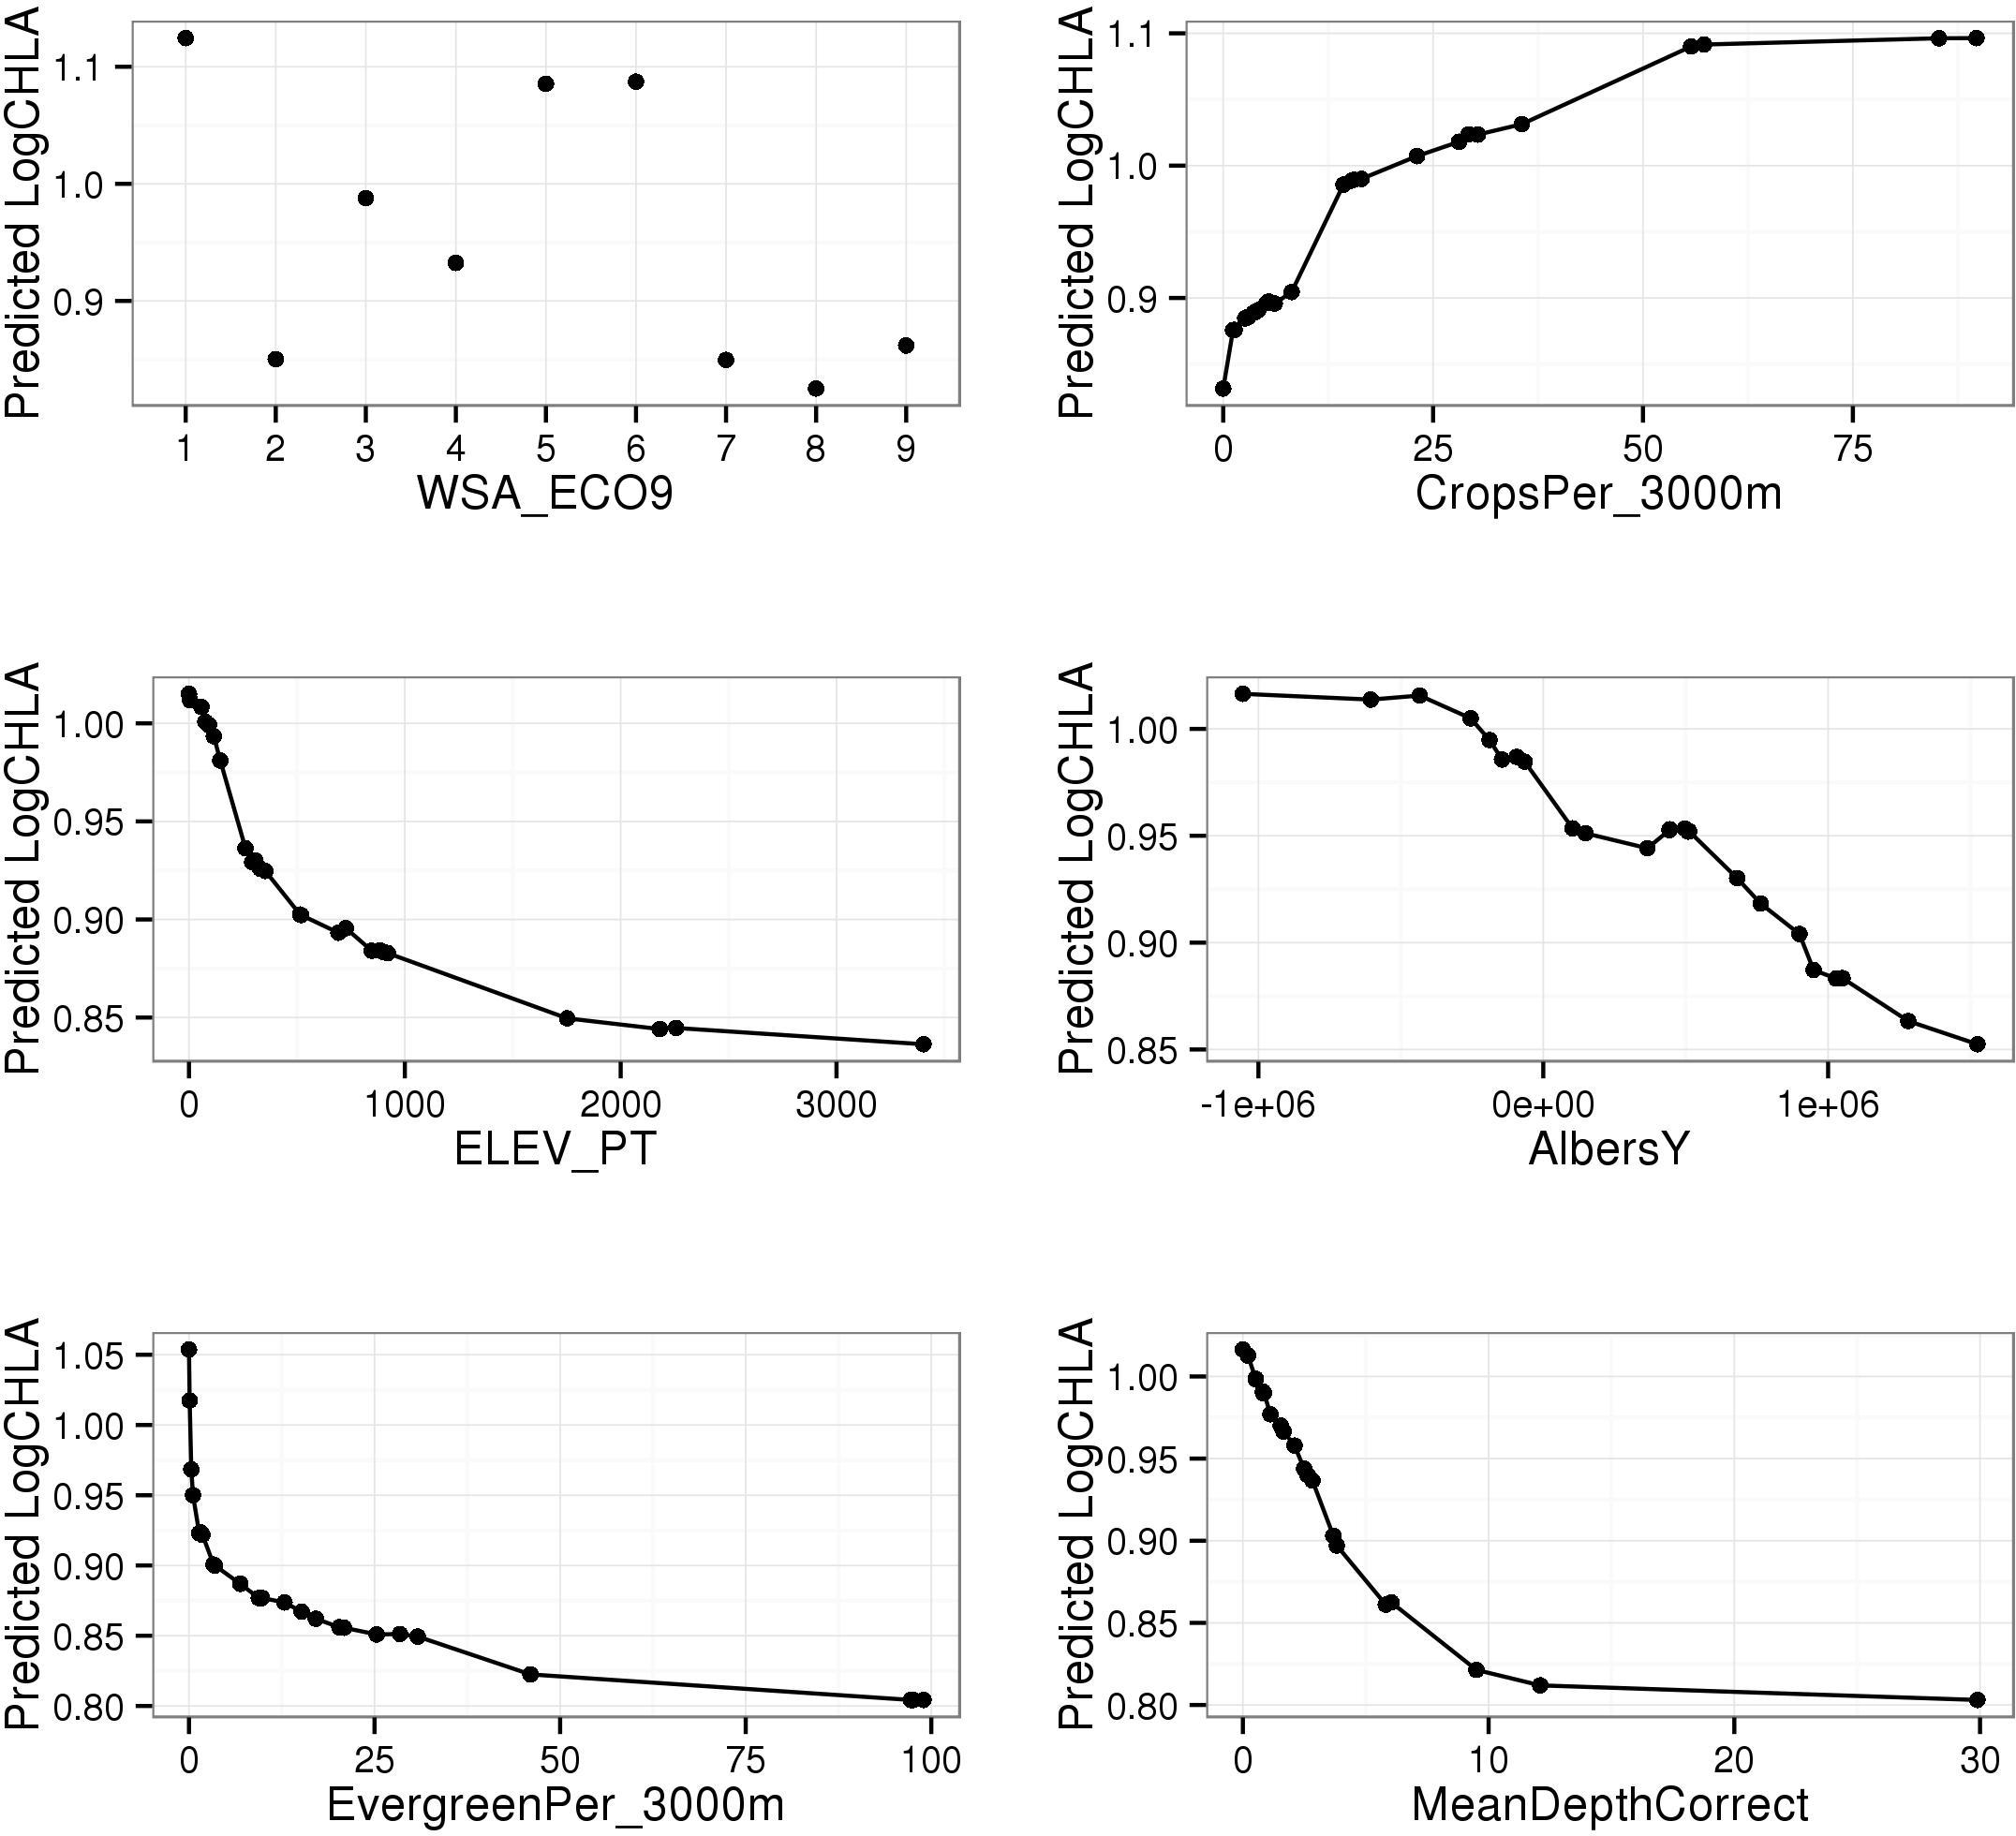 Predicted LogCHLA
1.1
1.0
0.9
1 2 3 4 5 6 7 8 9
WSA_ECO9
Predicted LogCHLA
1.1
1.0
0.9
0 25 50 75
CropsPer_3000m
Predicted LogCHLA
1.00
0.95
0.90
0.85
0 1000 2000 3000
ELEV_PT
Predicted LogCHLA
1.00
0.95
0.90
0.85
-1e+06 0e+00 1e+06
AlbersY
Predicted LogCHLA
1.05
1.00
0.95
0.90
0.85
0.80
0 25 50 75 100
EvergreenPer_3000m
Predicted LogCHLA
1.00
0.95
0.90
0.85
0.80
0 10 20 30
MeanDepthCorrect